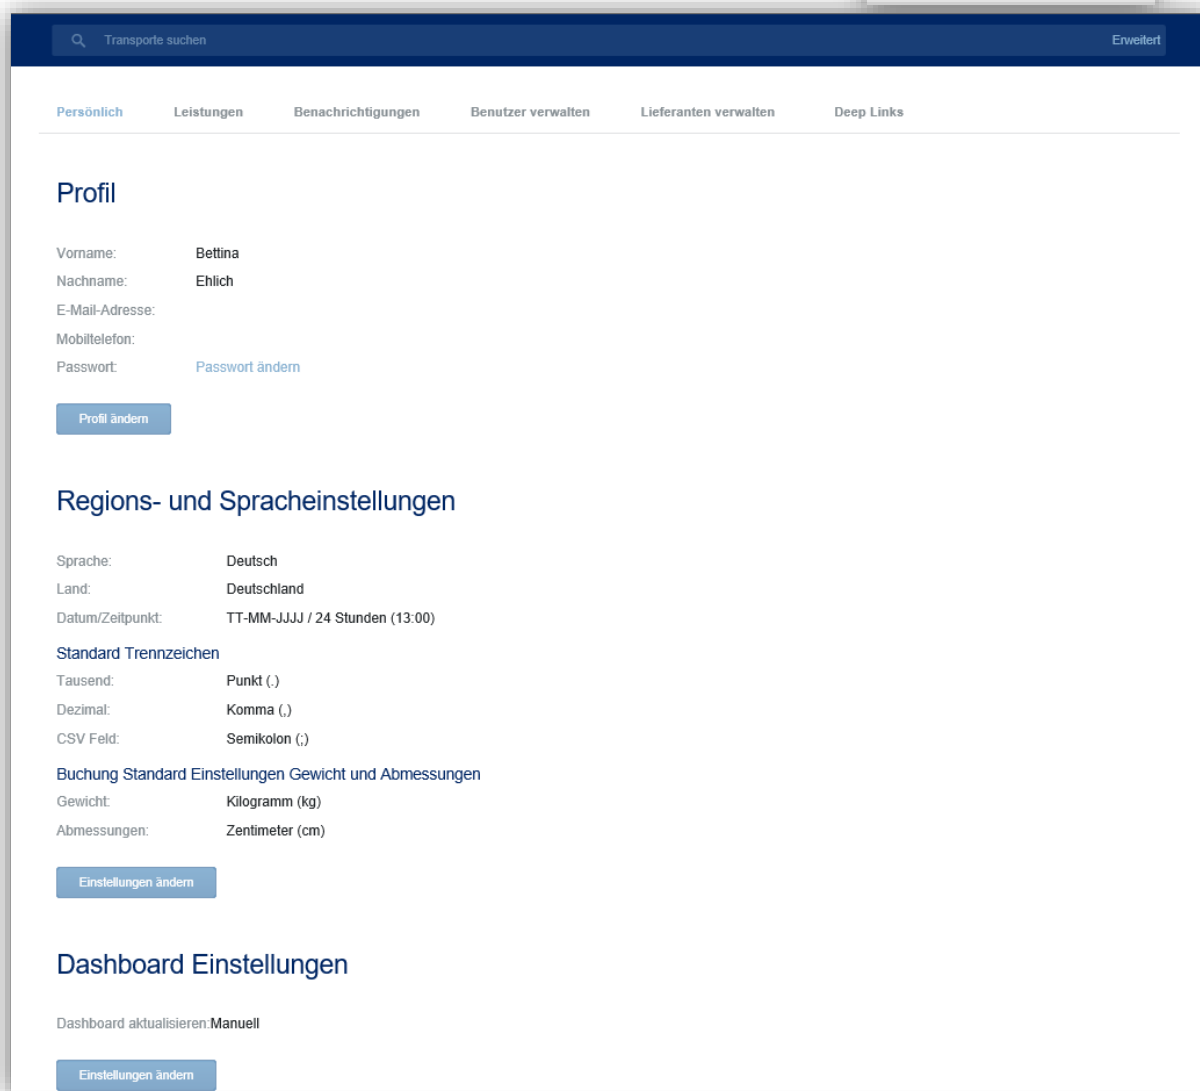 Transporte suchen Erweitert
Persönlich Leistungen Benachrichtigungen Benutzer verwalten Lieferanten verwalten Deep Links
Profil
Vorname: Bettina
Nachname: Ehlich
E-Mail-Adresse:
Mobiltelefon:
Passwort: Passwort ändern
Profil ändern
Regions- und Spracheinstellungen
Sprache: Deutsch
Land: Deutschland
Datum/Zeitpunkt: TT-MM-JJJJ / 24 Stunden (13:00)
Standard Trennzeichen
Tausend: Punkt (.)
Dezimal: Komma (,)
CSV Feld: Semikolon (;)
Buchung Standard Einstellungen Gewicht und Abmessungen
Gewicht: Kilogramm (kg)
Abmessungen: Zentimeter (cm)
Einstellungen ändern
Dashboard Einstellungen
Dashboard aktualisieren:Manuell
Einstellungen ändern